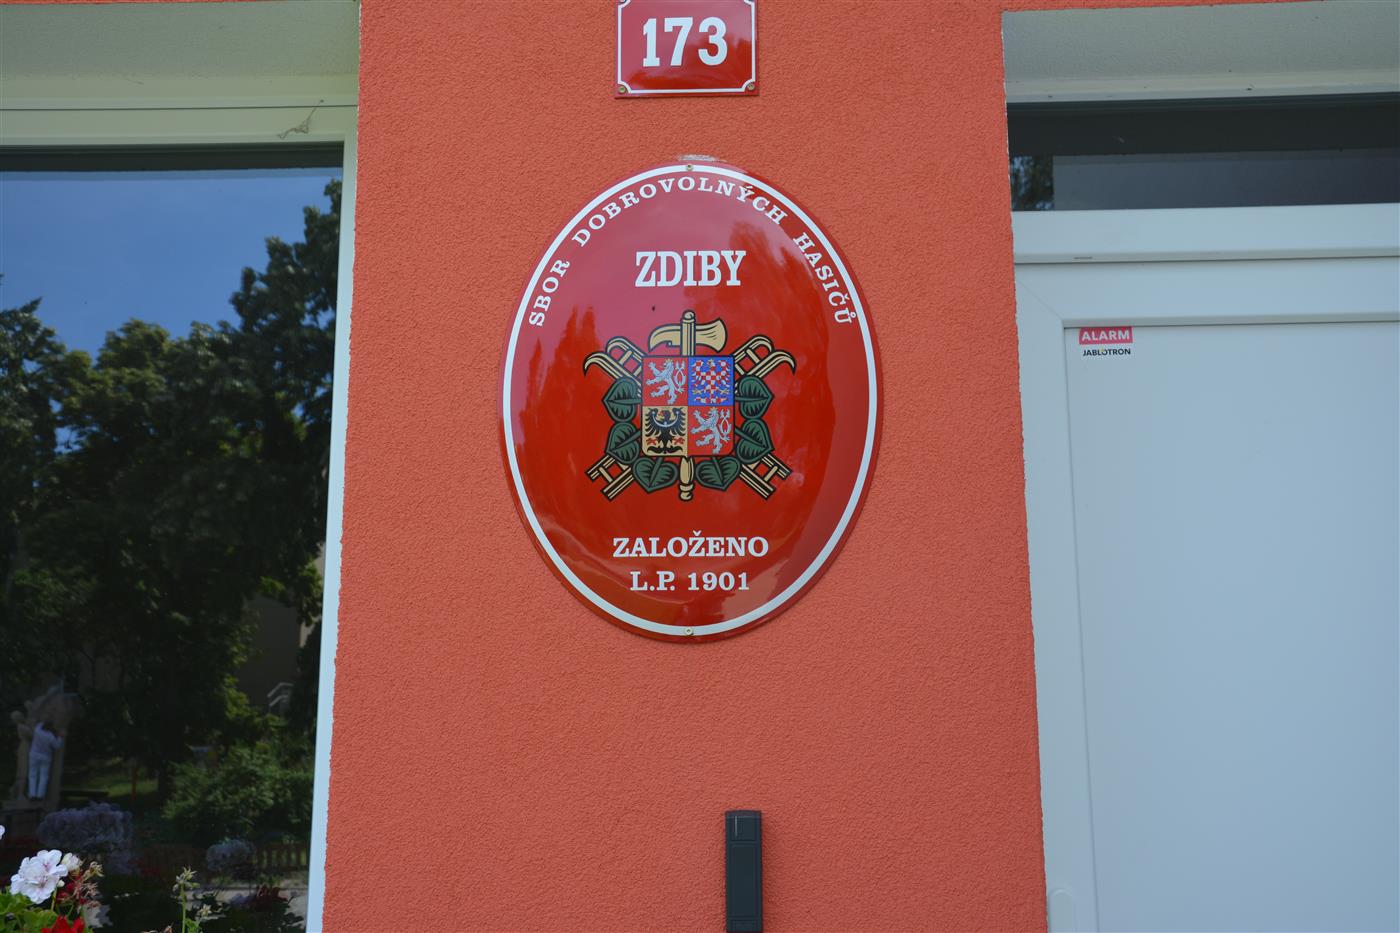 173
SBOR DOBROVOLNÝCH HASIČŮ
ZDIBY
ZALOŽENO
L.P. 1901
ALARM
JABLOTRON